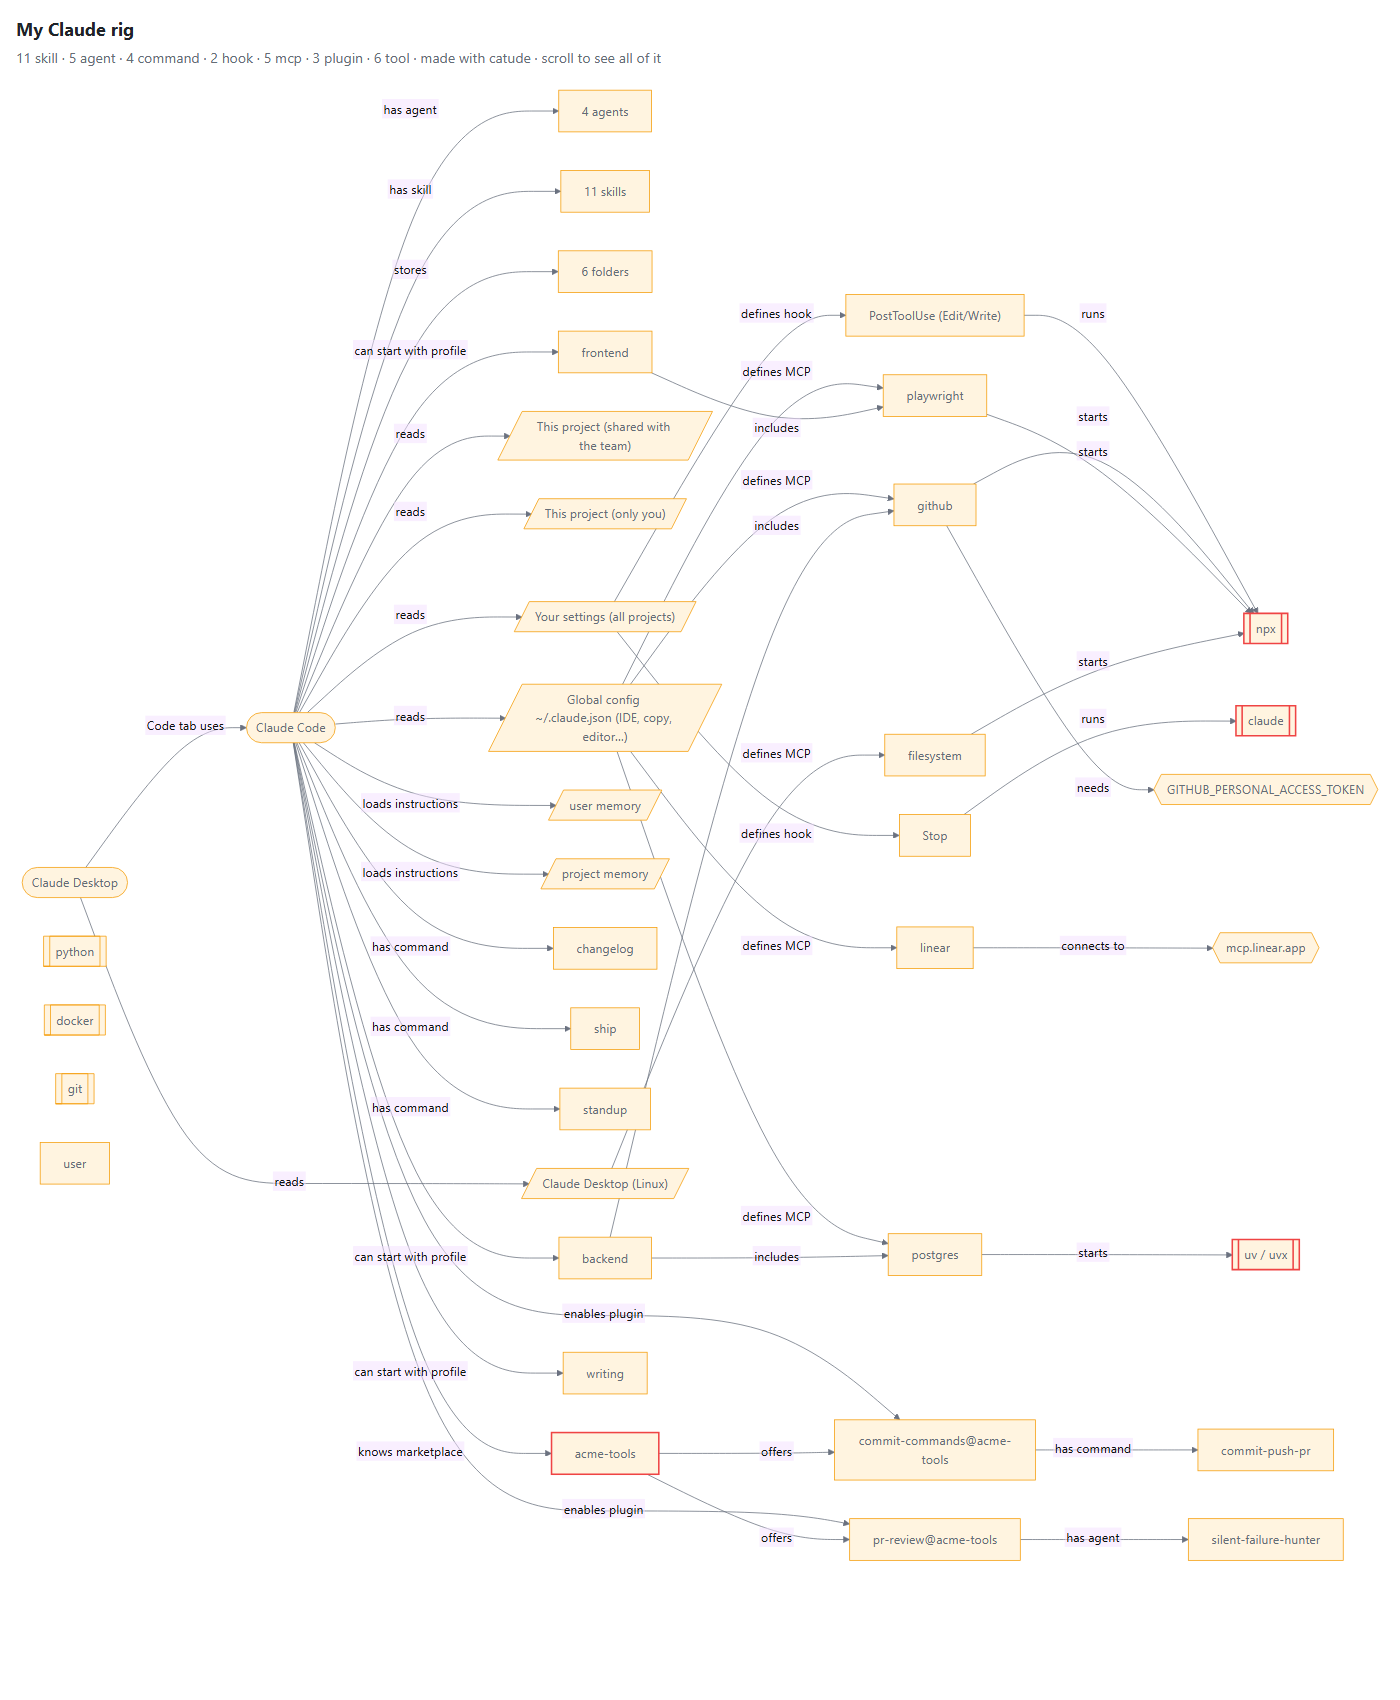 My Claude rig
11 skill · 5 agent · 4 command · 2 hook · 5 mcp · 3 plugin · 6 tool · made with catude · scroll to see all of it
has agent
4 agents
has skill
11 skills
stores
6 folders
can start with profile
frontend
reads
This project (shared with
the team)
reads
This project (only you)
reads
Your settings (all projects)
Code tab uses
Claude Code
reads
Global config
~/.claude.json (IDE, copy,
editor...)
loads instructions
user memory
loads instructions
project memory
Claude Desktop
python
docker
git
user
has command
changelog
has command
ship
has command
standup
reads
Claude Desktop (Linux)
can start with profile
backend
enables plugin
can start with profile
writing
knows marketplace
acme-tools
enables plugin
defines hook
PostToolUse (Edit/Write)
runs
defines MCP
playwright
includes
starts
starts
defines MCP
github
includes
npx
starts
defines MCP
filesystem
runs
claude
needs
GITHUB_PERSONAL_ACCESS_TOKEN
defines hook
Stop
defines MCP
linear
connects to
mcp.linear.app
defines MCP
includes
postgres
starts
uv / uvx
offers
commit-commands@acme-
tools
has command
commit-push-pr
offers
pr-review@acme-tools
has agent
silent-failure-hunter